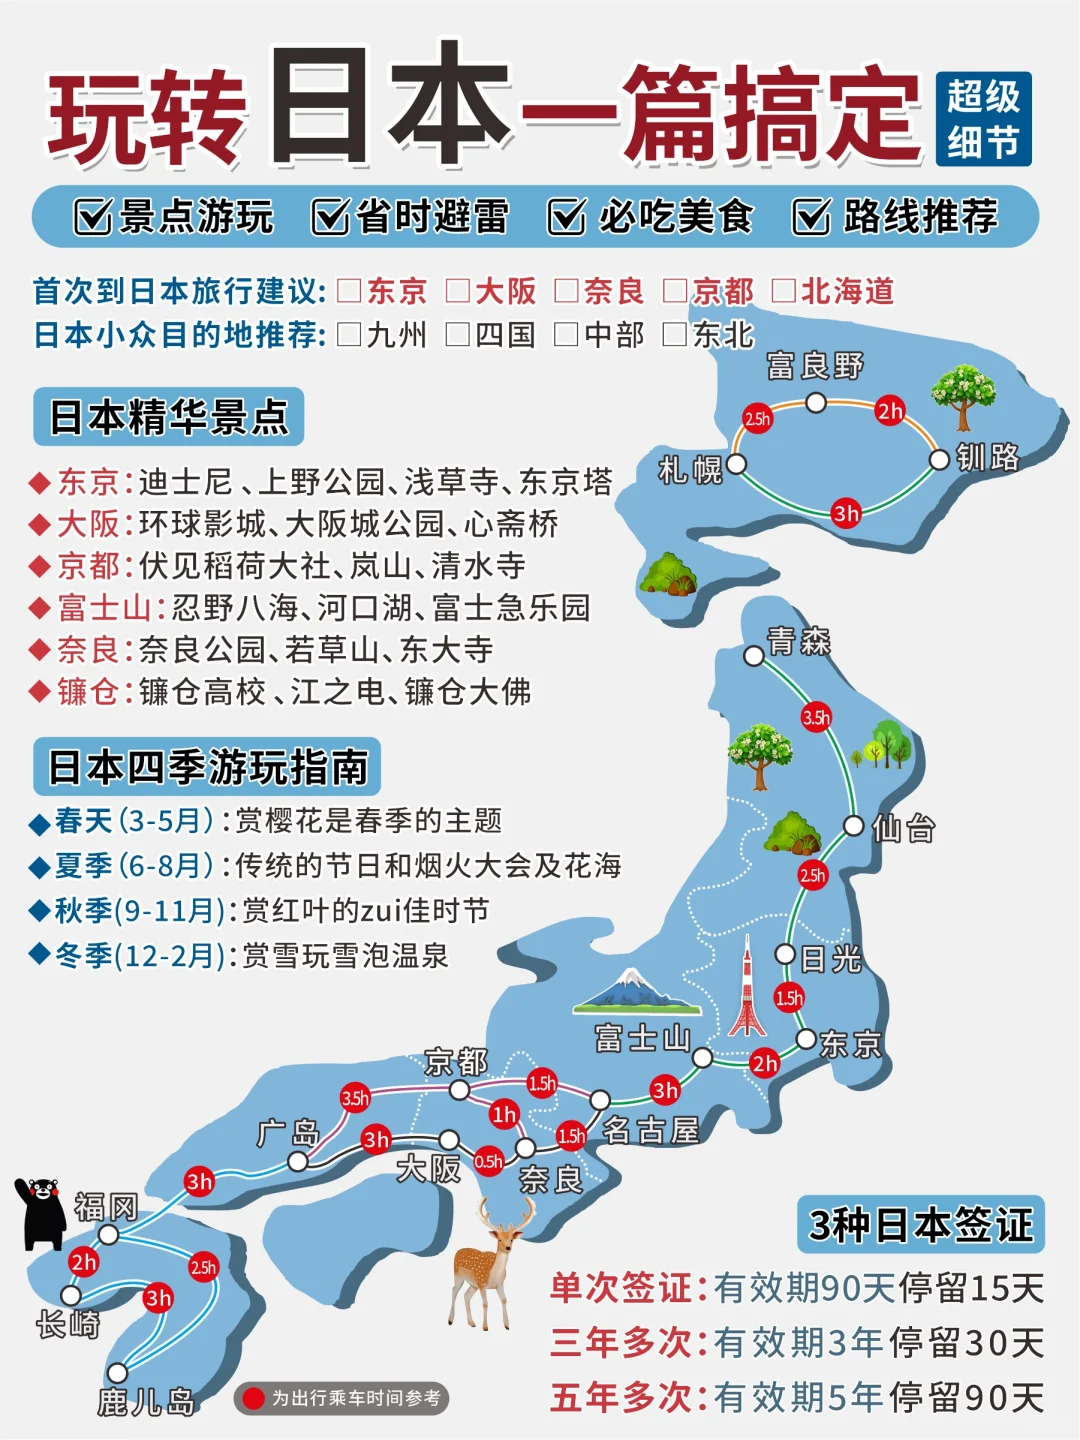 玩转日本一篇搞定
超级
细节
景点游玩 省时避雷 必吃美食 路线推荐
首次到日本旅行建议:□东京 □大阪 □奈良 □京都 □北海道
日本小众目的地推荐:□九州 □四国 □中部 □东北
富良野
2.5h
2h
札幌
钏路
3h
日本精华景点
东京:迪士尼、上野公园、浅草寺、东京塔
大阪:环球影城、大阪城公园、心斋桥
京都:伏见稻荷大社、岚山、清水寺
富士山:忍野八海、河口湖、富士急乐园
奈良:奈良公园、若草山、东大寺
镰仓:镰仓高校、江之电、镰仓大佛
青森
3.5h
日本四季游玩指南
春天(3-5月):赏樱花是春季的主题
夏季(6-8月):传统的节日和烟火大会及花海
秋季(9-11月):赏红叶的zui佳时节
冬季(12-2月):赏雪玩雪泡温泉
仙台
2.5h
日光
1.5h
富士山
东京
2h
京都
1.5h
3h
3.5h
1h
广岛
3h
1.5h
名古屋
大阪
0.5h
奈良
3h
福冈
2h
2.5h
长崎
3h
鹿儿岛
为出行乘车时间参考
3种日本签证
单次签证:有效期90天停留15天
三年多次:有效期3年停留30天
五年多次:有效期5年停留90天